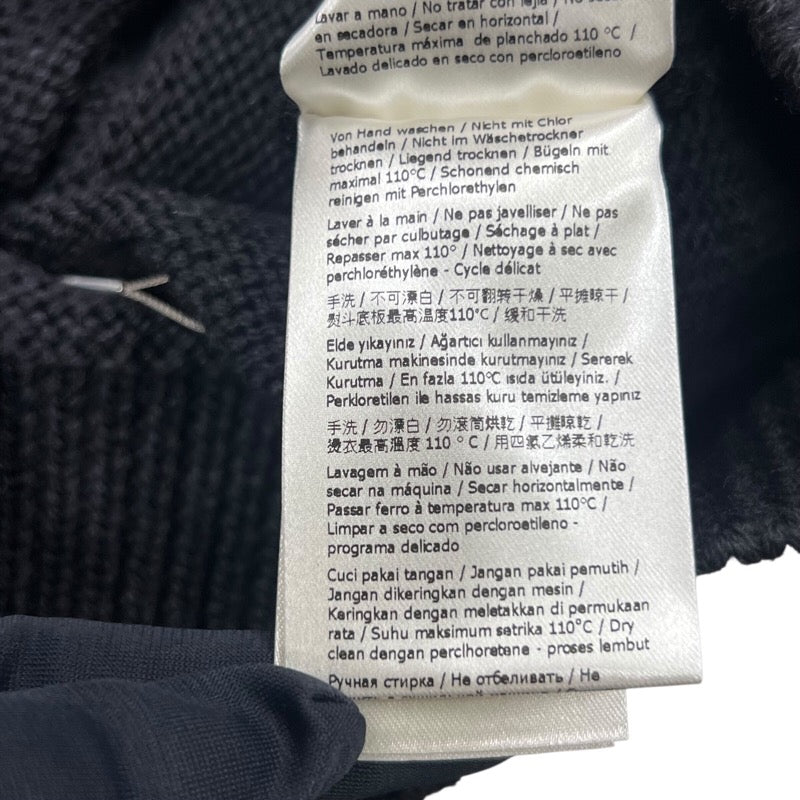 Lavar a mano / No tratar con lejía / No secar
en secadora / Secar en horizontal /
Temperatura máxima de planchado 110 °C /
Lavado delicado en seco con percloroetileno
Von Hand waschen / Nicht mit Chlor
behandeln / Nicht im Wäschetrockner
trocknen / Liegend trocknen / Bügeln mit
maximal 110°C / Schonend chemisch
reinigen mit Perchlorethylen
Laver à la main / Ne pas javelliser / Ne pas
sécher par culbutage / Séchage à plat /
Repasser max 110° / Nettoyage à sec avec
perchloréthylène - Cycle délicat
手洗 / 不可漂白 / 不可翻转干燥 / 平摊晾干 /
熨斗底板最高温度110°C / 缓和干洗
Elde yıkayınız / Ağartıcı kullanmayınız /
Kurutma makinesinde kurutmayınız / Sererek
Kurutma / En fazla 110°C ısıda ütüleyiniz. /
Perkloretilen ile hassas kuru temizleme yapınız
手洗 / 勿漂白 / 勿滾筒烘乾 / 平攤晾乾 /
燙衣最高溫度 110 ° C / 用四氯乙烯柔和乾洗
Lavagem à mão / Não usar alvejante / Não
secar na máquina / Secar horizontalmente /
Passar ferro à temperatura max 110°C /
Limpar a seco com percloroetileno -
programa delicado
Cuci pakai tangan / Jangan pakai pemutih /
Jangan dikeringkan dengan mesin /
Keringkan dengan meletakkan di permukaan
rata / Suhu maksimum setrika 110°C / Dry
clean dengan perclhoretene - proses lembut
Ручная стирка / Не отбеливать / Не